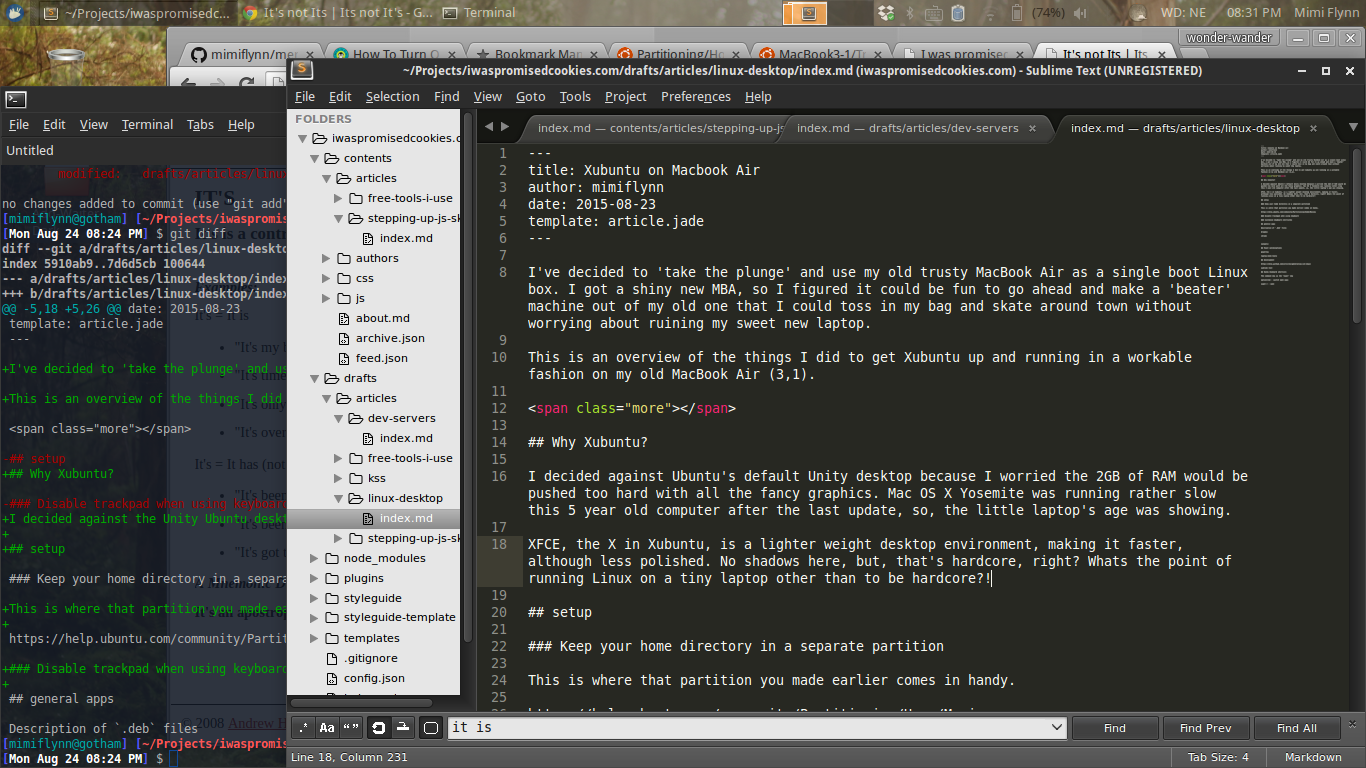 ~/Projects/iwaspromisedc...
It's not Its | Its not It's - G...
Terminal
(74%)
WD: NE
08:31 PM
Mimi Flynn
wonder-wander
mimiflynn/me
How To Turn O
Bookmark Man
Partitioning/Ho
MacBook3-1/Tr
I was promised
It's not Its | Its
~/Projects/iwaspromisedcookies.com/drafts/articles/linux-desktop/index.md (iwaspromisedcookies.com) - Sublime Text (UNREGISTERED)
File Edit Selection Find View Goto Tools Project Preferences Help
File Edit View Terminal Tabs Help
Untitled
modified: drafts/articles/linux
no changes added to commit (use "git add"
[mimiflynn@gotham] [~/Projects/iwaspromis
[Mon Aug 24 08:24 PM] $ git diff
diff --git a/drafts/articles/linux-deskto
index 5910ab9..7d6d5cb 100644
--- a/drafts/articles/linux-desktop/index
+++ b/drafts/articles/linux-desktop/index
@@ -5,18 +5,26 @@ date: 2015-08-23
template: article.jade
---
+I've decided to 'take the plunge' and us
+This is an overview of the things I did
<span class="more"></span>
-## setup
+## Why Xubuntu?
-### Disable trackpad when using keyboard
+I decided against the Unity Ubuntu deskt
+
+## setup
### Keep your home directory in a separa
+This is where that partition you made ea
+
https://help.ubuntu.com/community/Partit
+### Disable trackpad when using keyboard
+
## general apps
Description of `.deb` files
[mimiflynn@gotham] [~/Projects/iwaspromis
[Mon Aug 24 08:24 PM] $
IT'S
It's = It is
"It's my
"It's time
"It's only
"It's over
It's = It has (not
"It's been
"It's got
© 2008 Andrew H
FOLDERS
iwaspromisedcookies.c
contents
articles
free-tools-i-use
stepping-up-js-sk
index.md
authors
css
js
about.md
archive.json
feed.json
drafts
articles
dev-servers
index.md
free-tools-i-use
kss
linux-desktop
index.md
stepping-up-js-sk
node_modules
plugins
styleguide
styleguide-template
templates
.gitignore
config.json
index.md — contents/articles/stepping-up-js
index.md — drafts/articles/dev-servers
index.md — drafts/articles/linux-desktop
1 ---
2 title: Xubuntu on Macbook Air
3 author: mimiflynn
4 date: 2015-08-23
5 template: article.jade
6 ---
7
8 I've decided to 'take the plunge' and use my old trusty MacBook Air as a single boot Linux
box. I got a shiny new MBA, so I figured it could be fun to go ahead and make a 'beater'
machine out of my old one that I could toss in my bag and skate around town without
worrying about ruining my sweet new laptop.
9
10 This is an overview of the things I did to get Xubuntu up and running in a workable
fashion on my old MacBook Air (3,1).
11
12 <span class="more"></span>
13
14 ## Why Xubuntu?
15
16 I decided against Ubuntu's default Unity desktop because I worried the 2GB of RAM would be
pushed too hard with all the fancy graphics. Mac OS X Yosemite was running rather slow
this 5 year old computer after the last update, so, the little laptop's age was showing.
17
18 XFCE, the X in Xubuntu, is a lighter weight desktop environment, making it faster,
although less polished. No shadows here, but, that's hardcore, right? Whats the point of
running Linux on a tiny laptop other than to be hardcore?!
19
20 ## setup
21
22 ### Keep your home directory in a separate partition
23
24 This is where that partition you made earlier comes in handy.
25
.* Aa “ ” it is Find Find Prev Find All
Line 18, Column 231
Tab Size: 4
Markdown